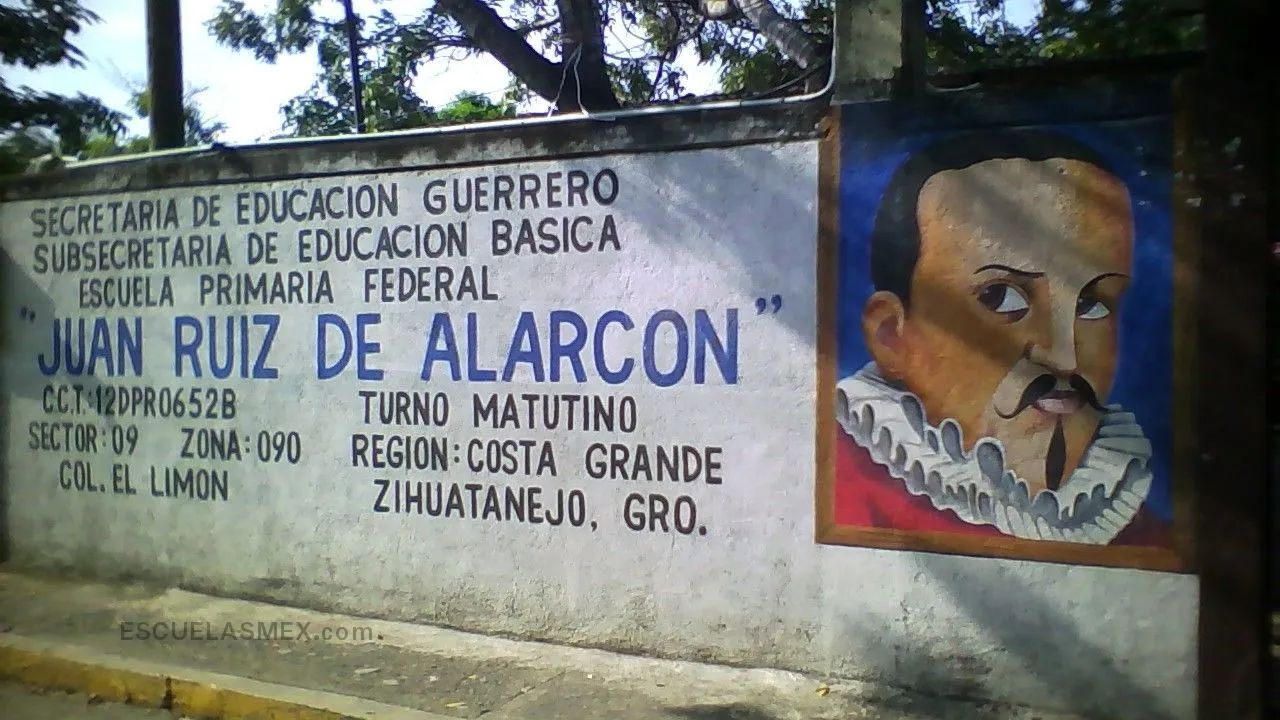 SECRETARIA DE EDUCACION GUERRERO
SUBSECRETARIA DE EDUCACION BASICA
ESCUELA PRIMARIA FEDERAL
"JUAN RUIZ DE ALARCON"
C.C.T.:12DPR0652B TURNO MATUTINO
SECTOR:09 ZONA:090 REGION:COSTA GRANDE
COL. EL LIMON ZIHUATANEJO, GRO.
ESCUELASMEX.com